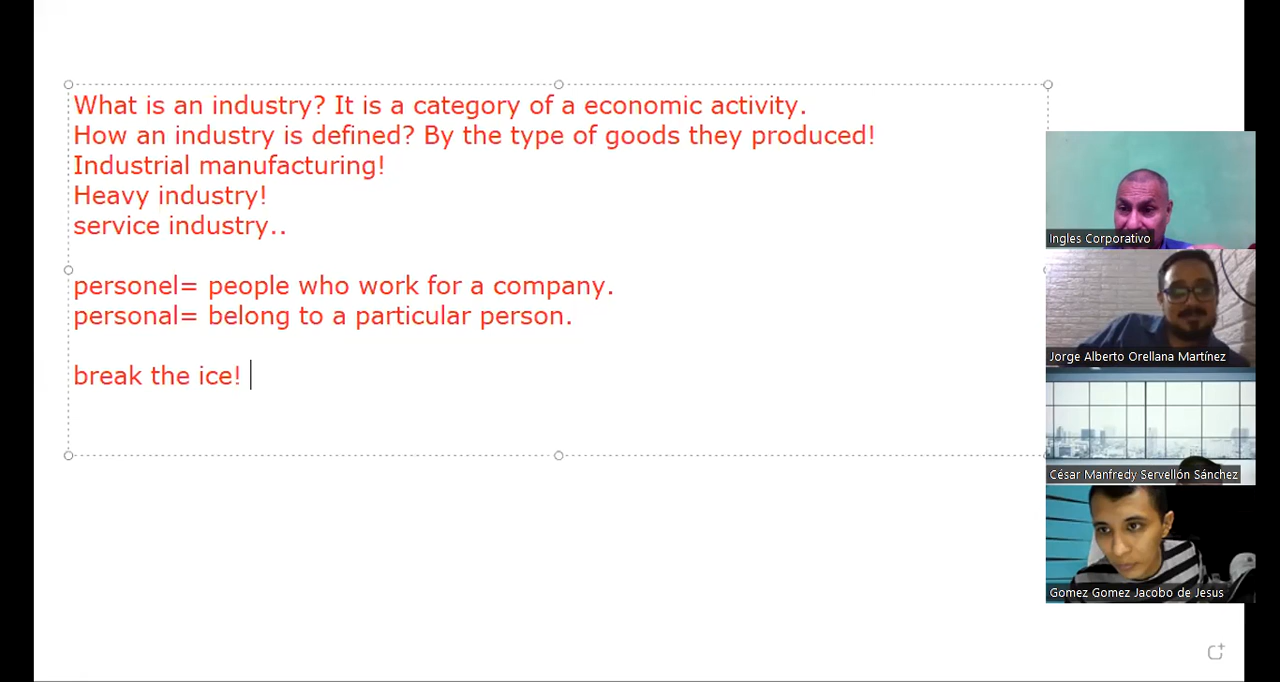 What is an industry? It is a category of a economic activity.
How an industry is defined? By the type of goods they produced!
Industrial manufacturing!
Heavy industry!
service industry..
personel= people who work for a company.
personal= belong to a particular person.
break the ice!
Ingles Corporativo
Jorge Alberto Orellana Martínez
César Manfredy Servellón Sánchez
Gomez Gomez Jacobo de Jesus